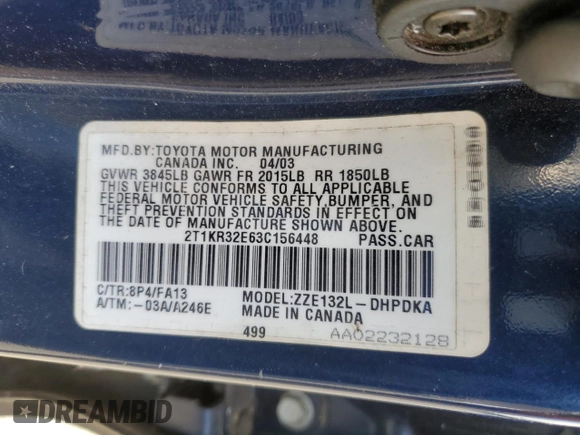 MFD.BY:TOYOTA MOTOR MANUFACTURING
CANADA INC. 04/03
GVWR 3845LB GAWR FR 2015LB RR 1850LB
THIS VEHICLE CONFORMS TO ALL APPLICABLE
FEDERAL MOTOR VEHICLE SAFETY,BUMPER, AND
THEFT PREVENTION STANDARDS IN EFFECT ON
THE DATE OF MANUFACTURE SHOWN ABOVE.
2T1KR32E63C156448 PASS.CAR
C/TR:8P4/FA13 MODEL:ZZE132L-DHPDKA
A/TM:-03A/A246E MADE IN CANADA
499 AA02232128
DREAMBID